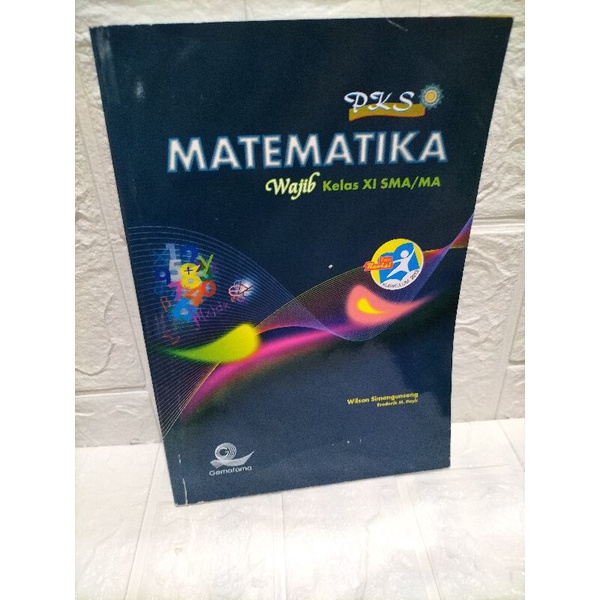 PKS
MATEMATIKA
Wajib Kelas XI SMA/MA
Wilson Simangunsong
Frederik M. Poyk
Gematama